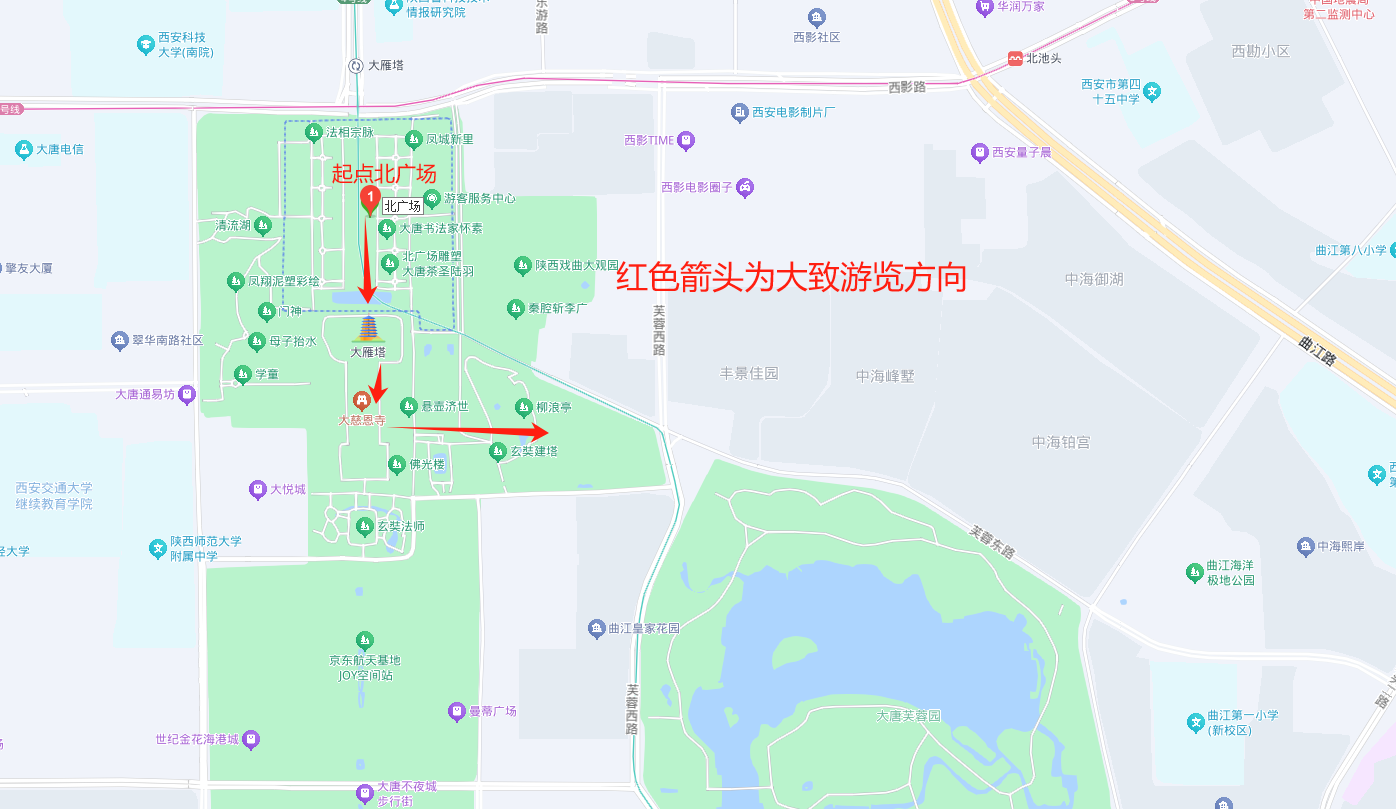 情报研究院
东游路
华润万家
第二监测中心
西安科技
大学(南院)
西影社区
大雁塔
北池头
西勘小区
西影路
西安市第四
十五中学
号线
西安电影制片厂
法相宗脉
凤城新里
西影TIME
大唐电信
西安量子晨
起点北广场
西影电影圈子
1
北广场
游客服务中心
清流湖
大唐书法家怀素
曲江第八小学
北广场雕塑
大唐茶圣陆羽
陕西戏曲大观园
擎友大厦
红色箭头为大致游览方向
凤翔泥塑彩绘
中海御湖
门神
秦腔斩李广
芙蓉西路
翠华南路社区
母子抬水
大雁塔
曲江路
学童
丰景佳园
中海峰墅
大唐通易坊
悬壶济世
柳浪亭
大慈恩寺
中海铂宫
玄奘建塔
佛光楼
西安交通大学
继续教育学院
大悦城
玄奘法师
芙蓉东路
陕西师范大学
附属中学
经大学
中海熙岸
曲江海洋
极地公园
曲江皇家花园
京东航天基地
JOY空间站
芙蓉西路
曼蒂广场
大唐芙蓉园
曲江第一小学
(新校区)
世纪金花海港城
大唐不夜城
步行街